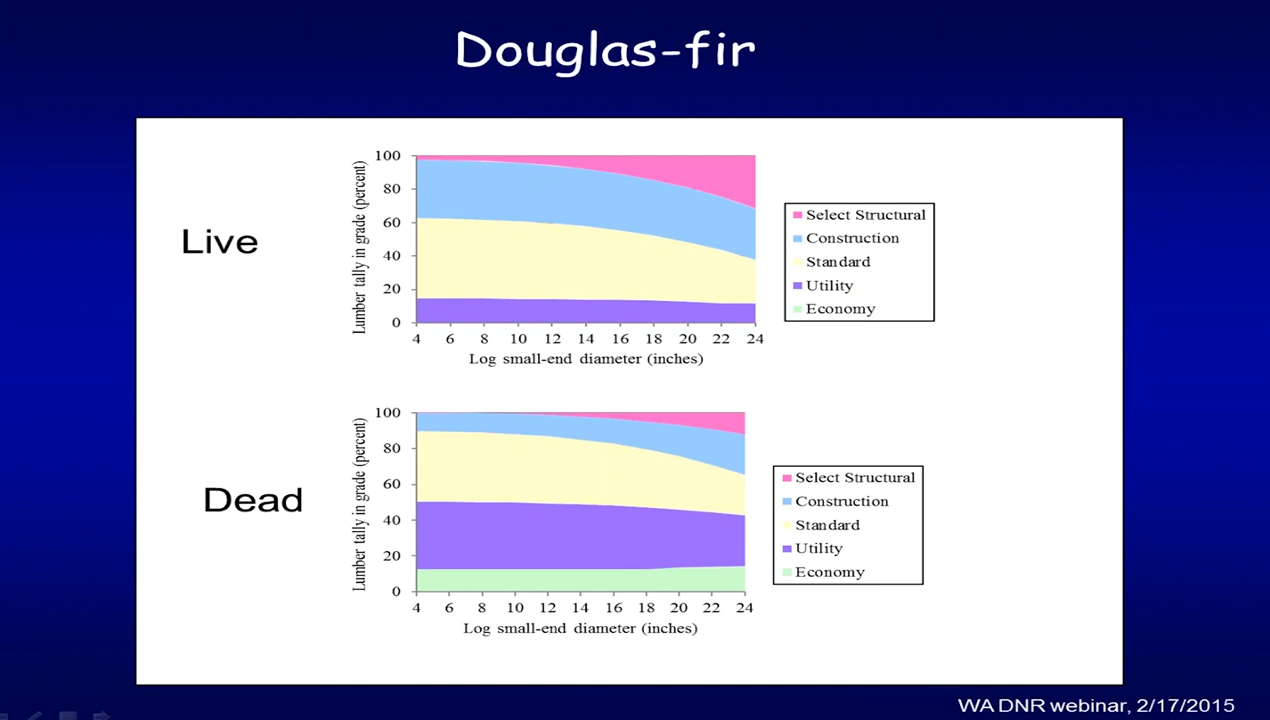 Douglas-fir
Live
Lumber tally in grade (percent)
100
80
60
40
20
0
4 6 8 10 12 14 16 18 20 22 24
Log small-end diameter (inches)
Select Structural
Construction
Standard
Utility
Economy
Dead
Lumber tally in grade (percent)
100
80
60
40
20
0
4 6 8 10 12 14 16 18 20 22 24
Log small-end diameter (inches)
Select Structural
Construction
Standard
Utility
Economy
WA DNR webinar, 2/17/2015